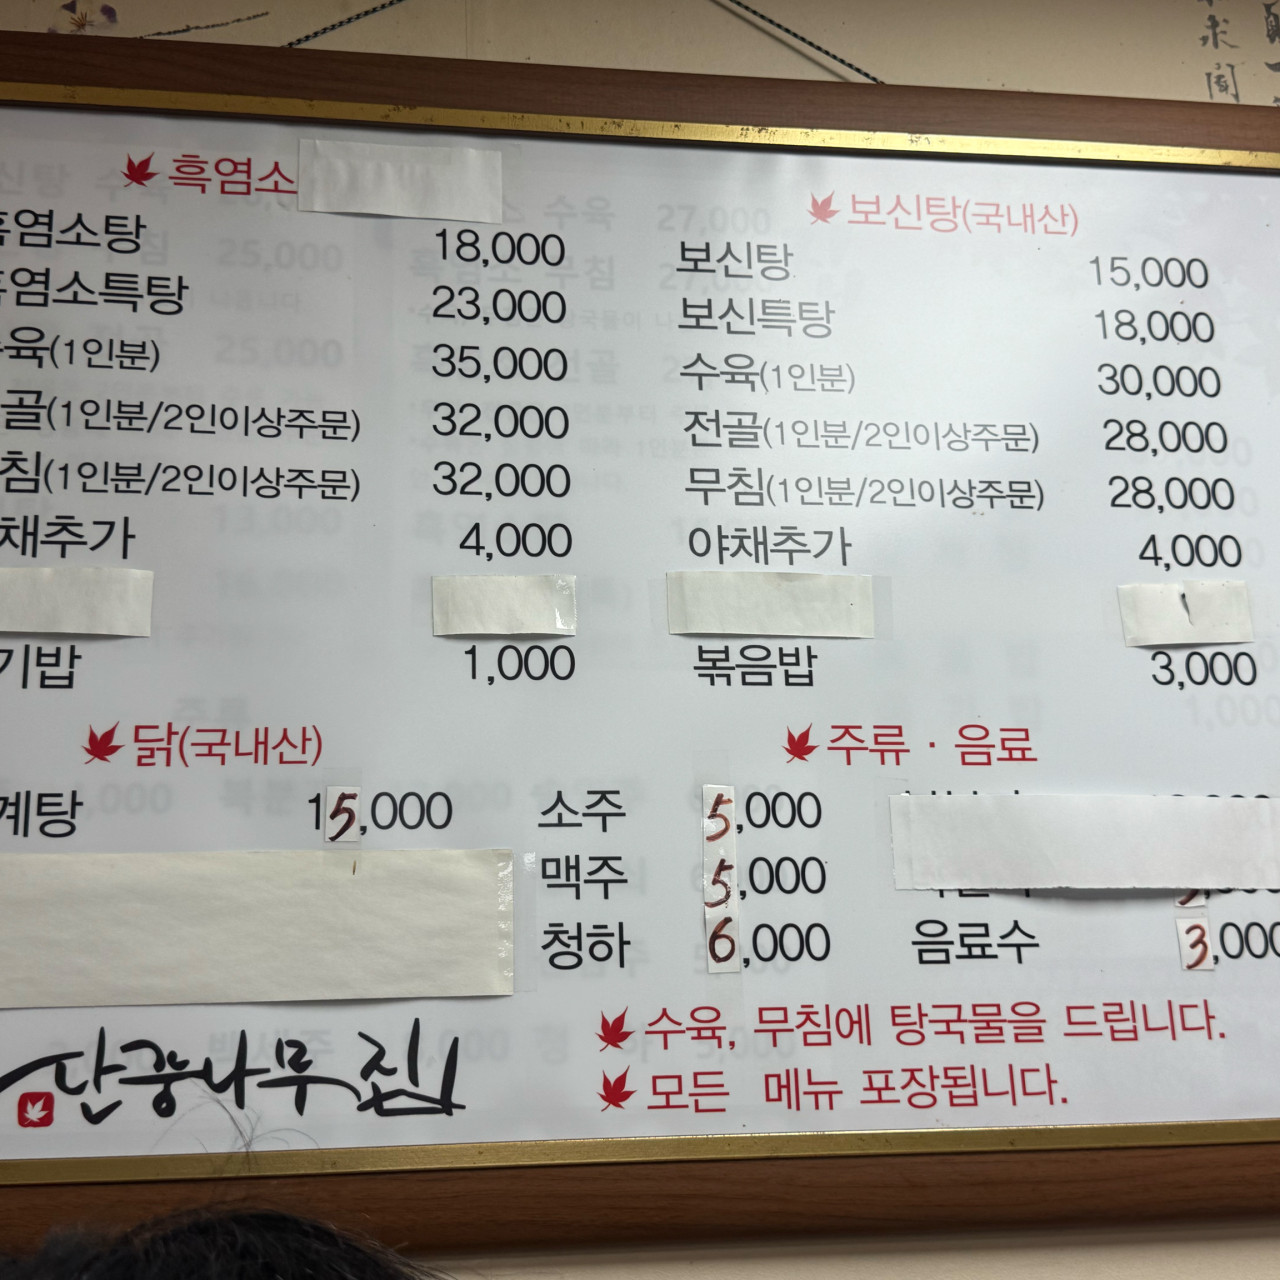 흑염소
염소탕 18,000
염소특탕 23,000
육(1인분) 35,000
골(1인분/2인이상주문) 32,000
침(1인분/2인이상주문) 32,000
채추가 4,000
기밥 1,000
보신탕(국내산)
보신탕 15,000
보신특탕 18,000
수육(1인분) 30,000
전골(1인분/2인이상주문) 28,000
무침(1인분/2인이상주문) 28,000
야채추가 4,000
볶음밥 3,000
닭(국내산)
계탕 15,000
주류 · 음료
소주 5,000
맥주 5,000
청하 6,000
음료수 3,000
단풍나무집
수육, 무침에 탕국물을 드립니다.
모든 메뉴 포장됩니다.